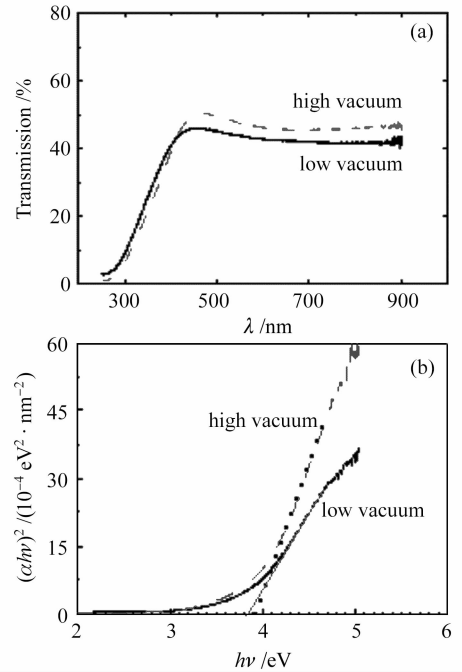 (a)
80
60
40
20
0
Transmission /%
high vacuum
low vacuum
300
500
700
900
λ /nm
(b)
60
45
30
15
0
(αhν)² /(10⁻⁴ eV² · nm⁻²)
high vacuum
low vacuum
2
3
4
5
6
hν /eV